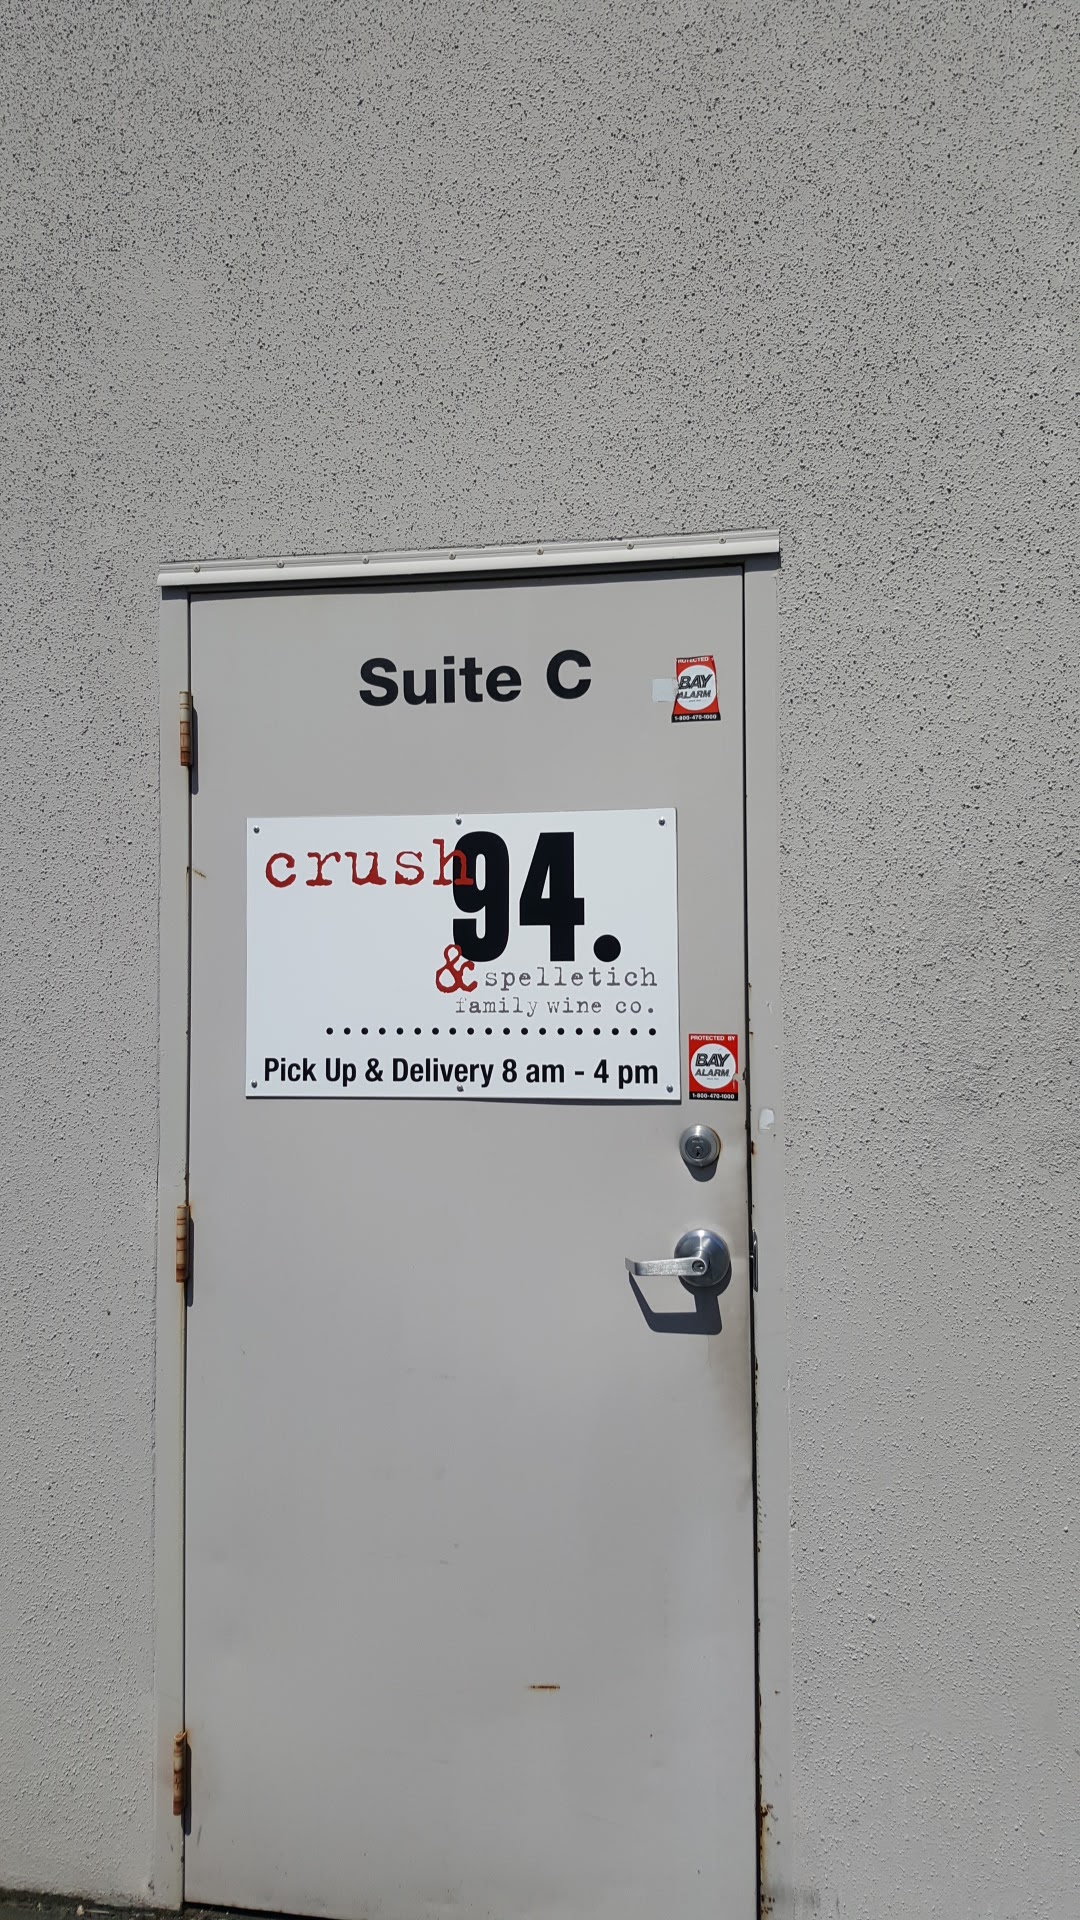 Suite C
PROTECTED
BAY
ALARM
1-800-470-1000
crush 94.
& spelletich
family wine co.
Pick Up & Delivery 8 am - 4 pm
PROTECTED BY
BAY
ALARM
1-800-470-1000